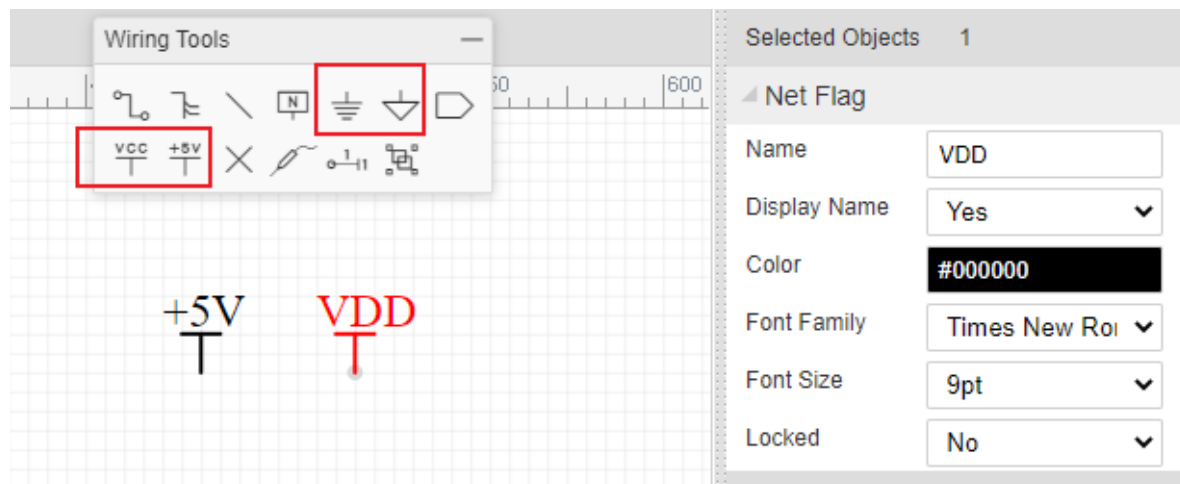 Wiring Tools
50
600
N
VCC +5V
1
+5V VDD
Selected Objects 1
Net Flag
Name VDD
Display Name Yes
Color #000000
Font Family Times New Ro
Font Size 9pt
Locked No